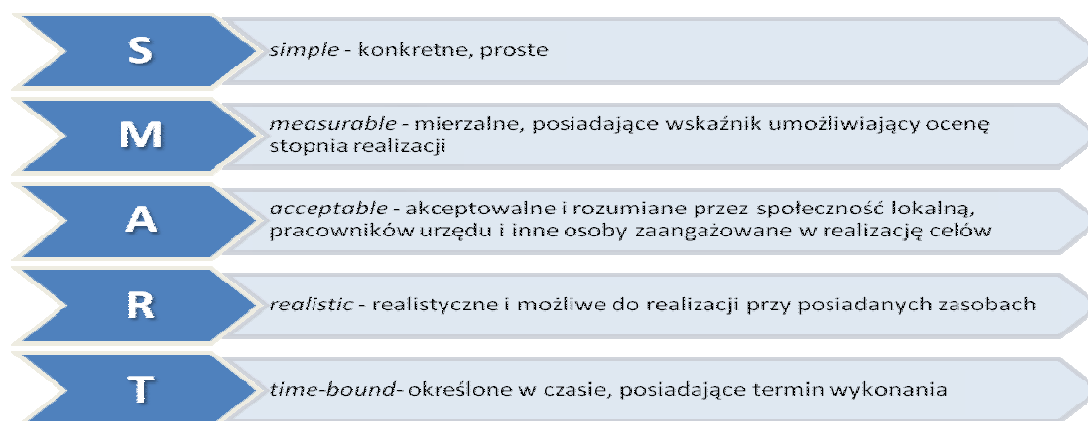 S
simple - konkretne, proste
M
measurable - mierzalne, posiadające wskaźnik umożliwiający ocenę
stopnia realizacji
A
acceptable - akceptowalne i rozumiane przez społeczność lokalną,
pracowników urzędu i inne osoby zaangażowane w realizację celów
R
realistic - realistyczne i możliwe do realizacji przy posiadanych zasobach
T
time-bound- określone w czasie, posiadające termin wykonania